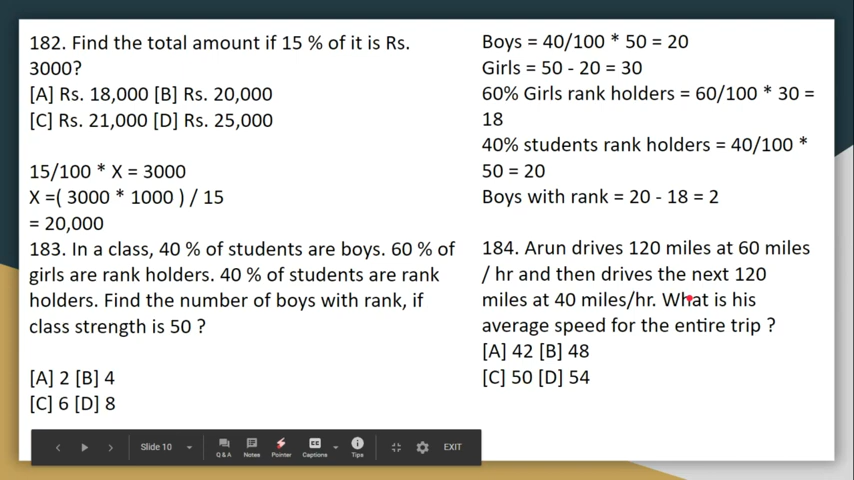 182. Find the total amount if 15 % of it is Rs.
3000?
[A] Rs. 18,000 [B] Rs. 20,000
[C] Rs. 21,000 [D] Rs. 25,000
15/100 * X = 3000
X =( 3000 * 1000 ) / 15
= 20,000
183. In a class, 40 % of students are boys. 60 % of
girls are rank holders. 40 % of students are rank
holders. Find the number of boys with rank, if
class strength is 50 ?
[A] 2 [B] 4
[C] 6 [D] 8
Boys = 40/100 * 50 = 20
Girls = 50 - 20 = 30
60% Girls rank holders = 60/100 * 30 =
18
40% students rank holders = 40/100 *
50 = 20
Boys with rank = 20 - 18 = 2
184. Arun drives 120 miles at 60 miles
/ hr and then drives the next 120
miles at 40 miles/hr. What is his
average speed for the entire trip ?
[A] 42 [B] 48
[C] 50 [D] 54
Slide 10
Q & A
Notes
Pointer
CC
Captions
Tips
EXIT